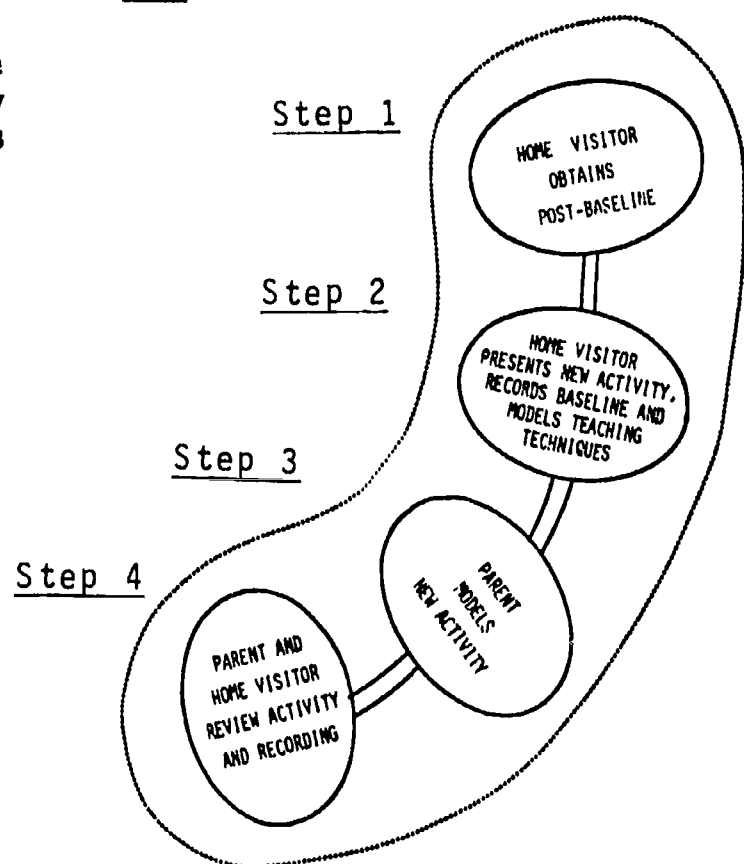 Step 1
HOME VISITOR
OBTAINS
POST-BASELINE
Step 2
HOME VISITOR
PRESENTS NEW ACTIVITY,
RECORDS BASELINE AND
MODELS TEACHING
TECHNIQUES
Step 3
PARENT
MODELS
NEW ACTIVITY
Step 4
PARENT AND
HOME VISITOR
REVIEW ACTIVITY
AND RECORDING